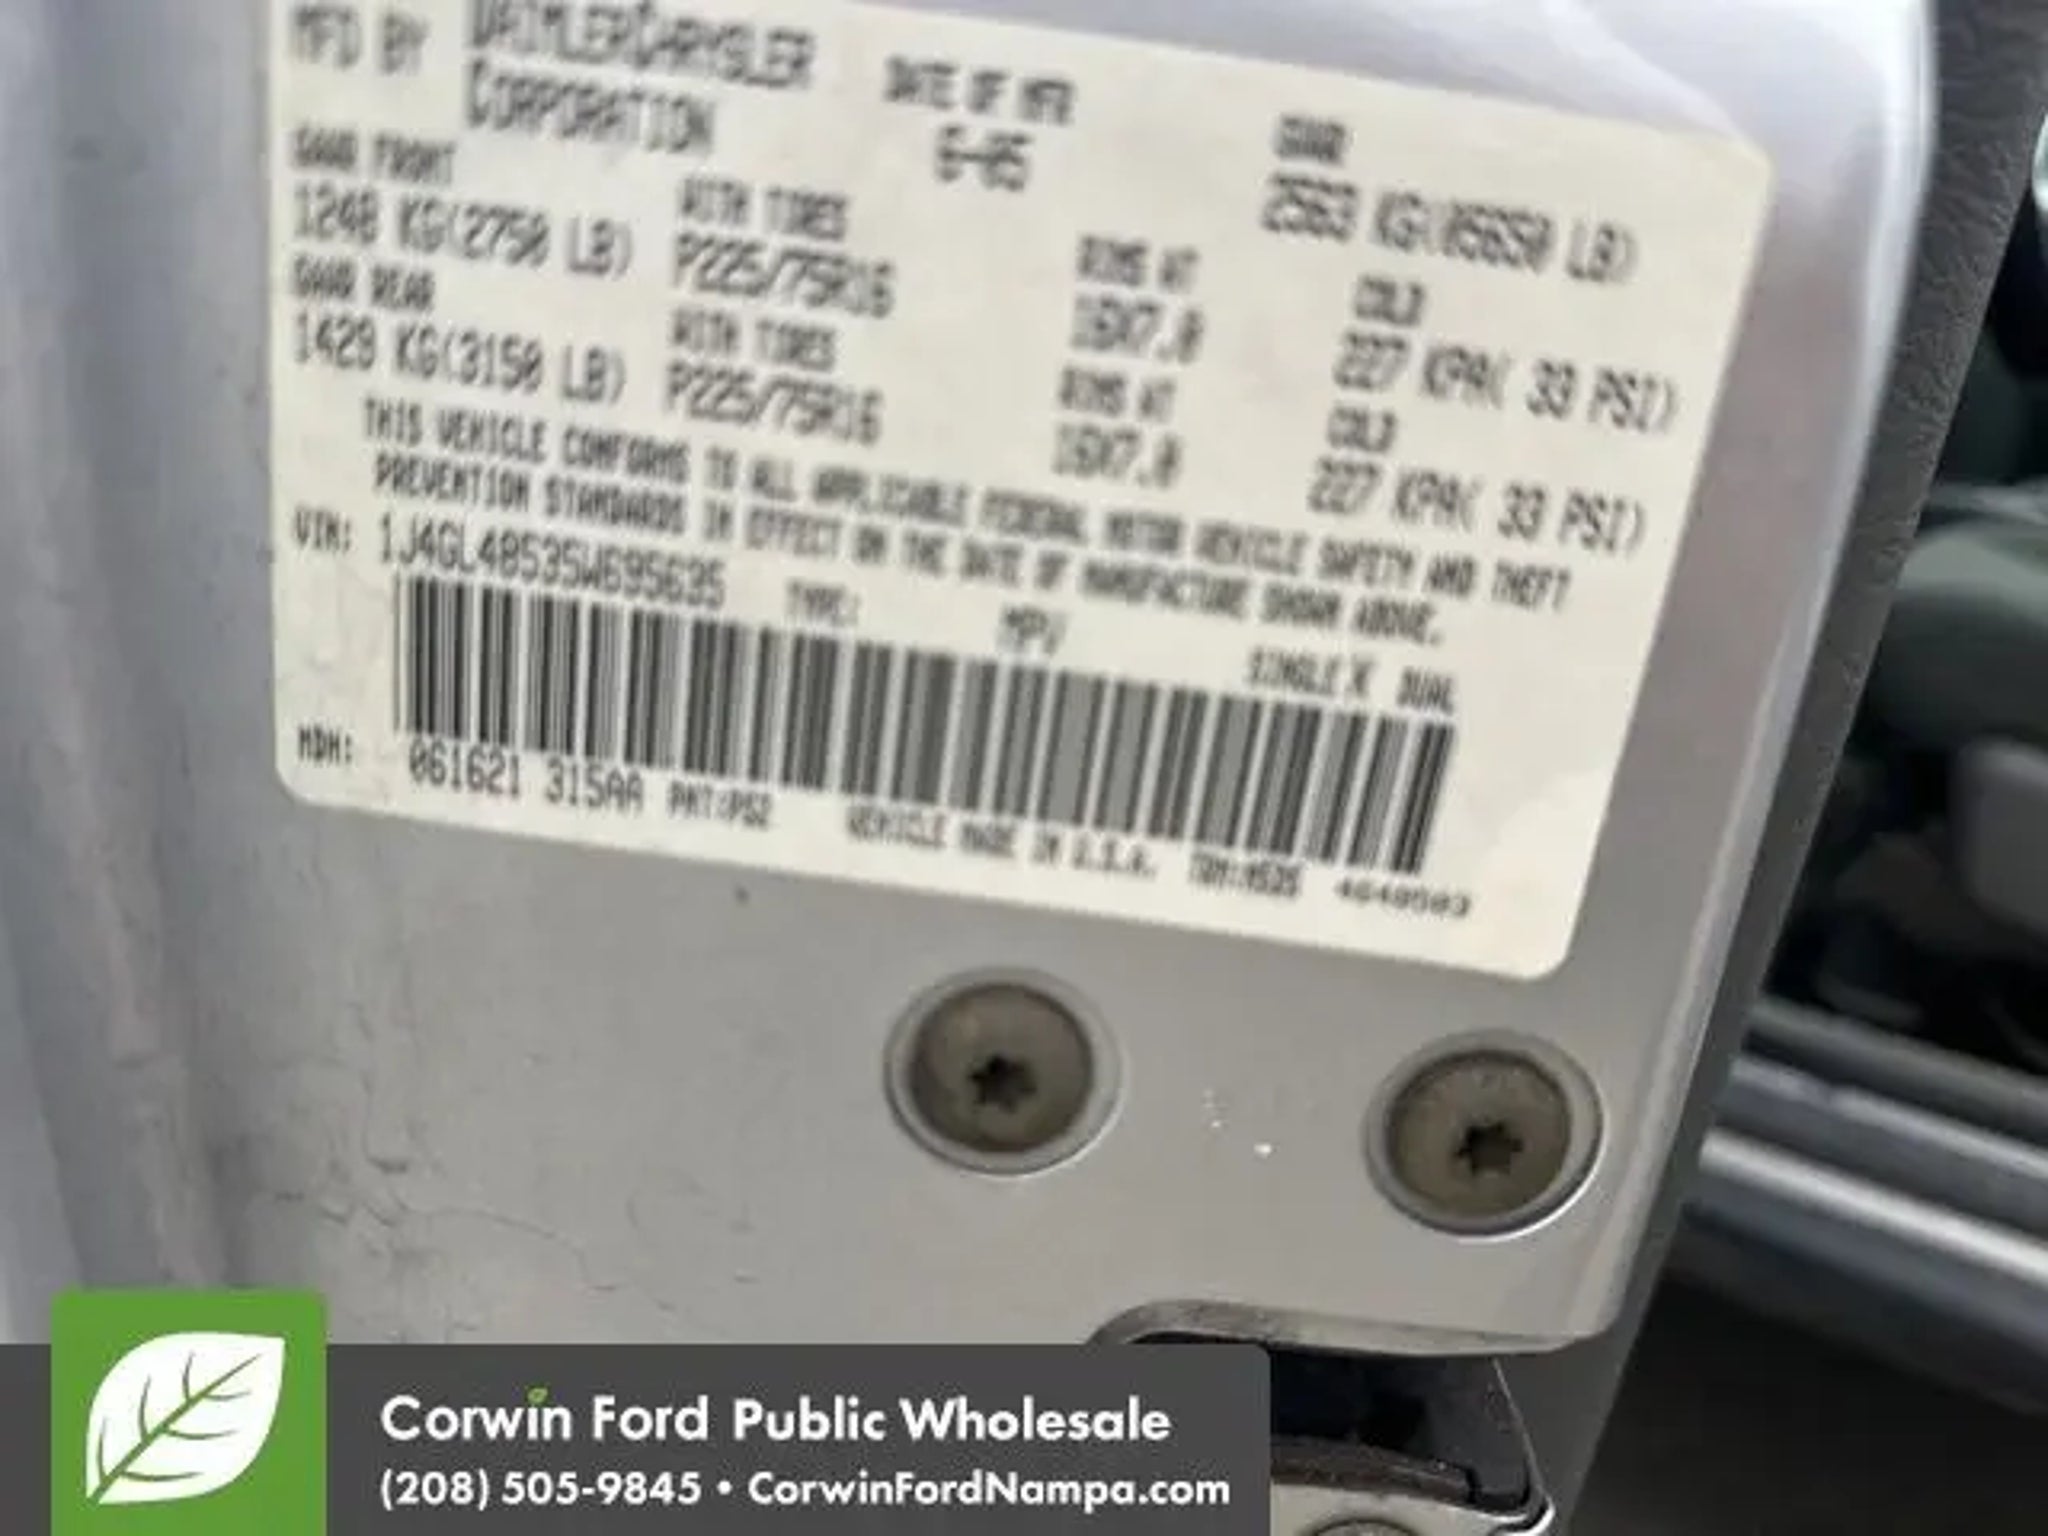 MFD BY DAIMLERCHRYSLER CORPORATION
DATE OF MFR 6-05
GVWR 2563 KG(05650 LB)
GAWR FRONT WITH TIRES RIMS AT COLD
1248 KG(2750 LB) P225/75R16 16X7.0 227 KPA( 33 PSI)
GAWR REAR WITH TIRES RIMS AT COLD
1429 KG(3150 LB) P225/75R16 16X7.0 227 KPA( 33 PSI)
THIS VEHICLE CONFORMS TO ALL APPLICABLE FEDERAL MOTOR VEHICLE SAFETY AND THEFT
PREVENTION STANDARDS IN EFFECT ON THE DATE OF MANUFACTURE SHOWN ABOVE.
VIN: 1J4GL48535W695635 TYPE: MPV SINGLE X DUAL
MDH: 061621 315AA PNT:PS2 VEHICLE MADE IN U.S.A.
Corwin Ford Public Wholesale
(208) 505-9845 • CorwinFordNampa.com